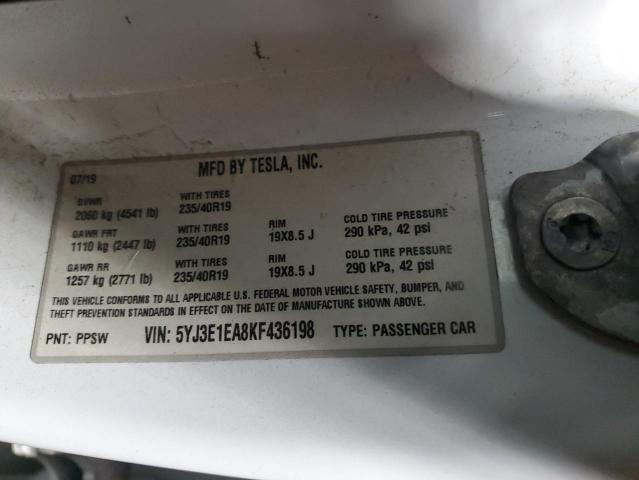 MFD BY TESLA, INC.
07/19
GVWR WITH TIRES
2060 kg (4541 lb) 235/40R19
GAWR FRT WITH TIRES RIM COLD TIRE PRESSURE
1110 kg (2447 lb) 235/40R19 19X8.5 J 290 kPa, 42 psi
GAWR RR WITH TIRES RIM COLD TIRE PRESSURE
1257 kg (2771 lb) 235/40R19 19X8.5 J 290 kPa, 42 psi
THIS VEHICLE CONFORMS TO ALL APPLICABLE U.S. FEDERAL MOTOR VEHICLE SAFETY, BUMPER, AND
THEFT PREVENTION STANDARDS IN EFFECT ON THE DATE OF MANUFACTURE SHOWN ABOVE.
PNT: PPSW VIN: 5YJ3E1EA8KF436198 TYPE: PASSENGER CAR